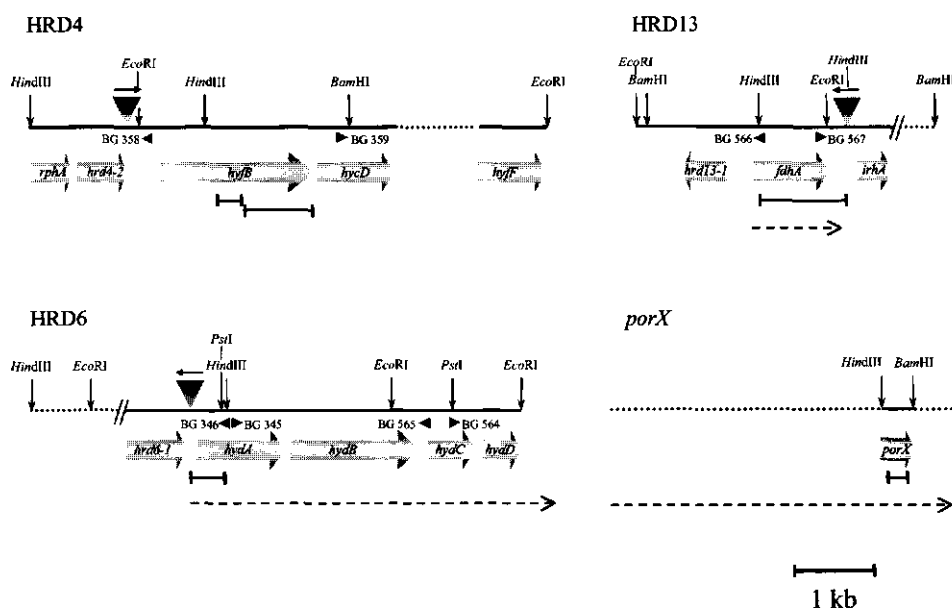 HRD4
EcoRI
HindIII HindIII BamHI EcoRI
BG 358 BG 359
rphA hrd4-2 hyfB hycD hyfF
HRD13
EcoRI HindIII
BamHI HindIII EcoRI BamHI
BG 566 BG 567
hrd13-1 fdhA irhA
HRD6
PstI
HindIII EcoRI HindIII EcoRI PstI EcoRI
BG 346 BG 345 BG 565 BG 564
hrd6-1 hydA hydB hydC hydD
porX
HindIII BamHI
porX
1 kb